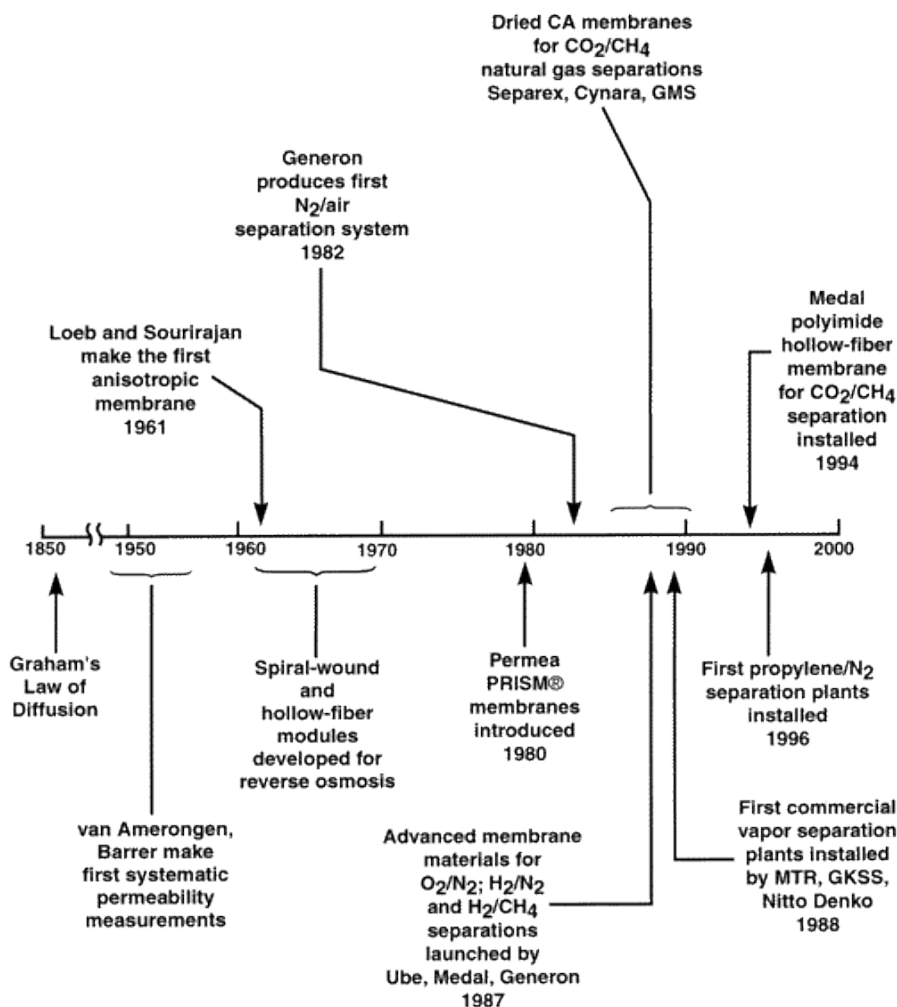 Dried CA membranes
for CO₂/CH₄
natural gas separations
Separex, Cynara, GMS
Generon
produces first
N₂/air
separation system
1982
Loeb and Sourirajan
make the first
anisotropic
membrane
1961
Medal
polyimide
hollow-fiber
membrane
for CO₂/CH₄
separation
installed
1994
1850 1950 1960 1970 1980 1990 2000
Graham's
Law of
Diffusion
van Amerongen,
Barrer make
first systematic
permeability
measurements
Spiral-wound
and
hollow-fiber
modules
developed for
reverse osmosis
Permea
PRISM®
membranes
introduced
1980
Advanced membrane
materials for
O₂/N₂; H₂/N₂
and H₂/CH₄
separations
launched by
Ube, Medal, Generon
1987
First propylene/N₂
separation plants
installed
1996
First commercial
vapor separation
plants installed
by MTR, GKSS,
Nitto Denko
1988